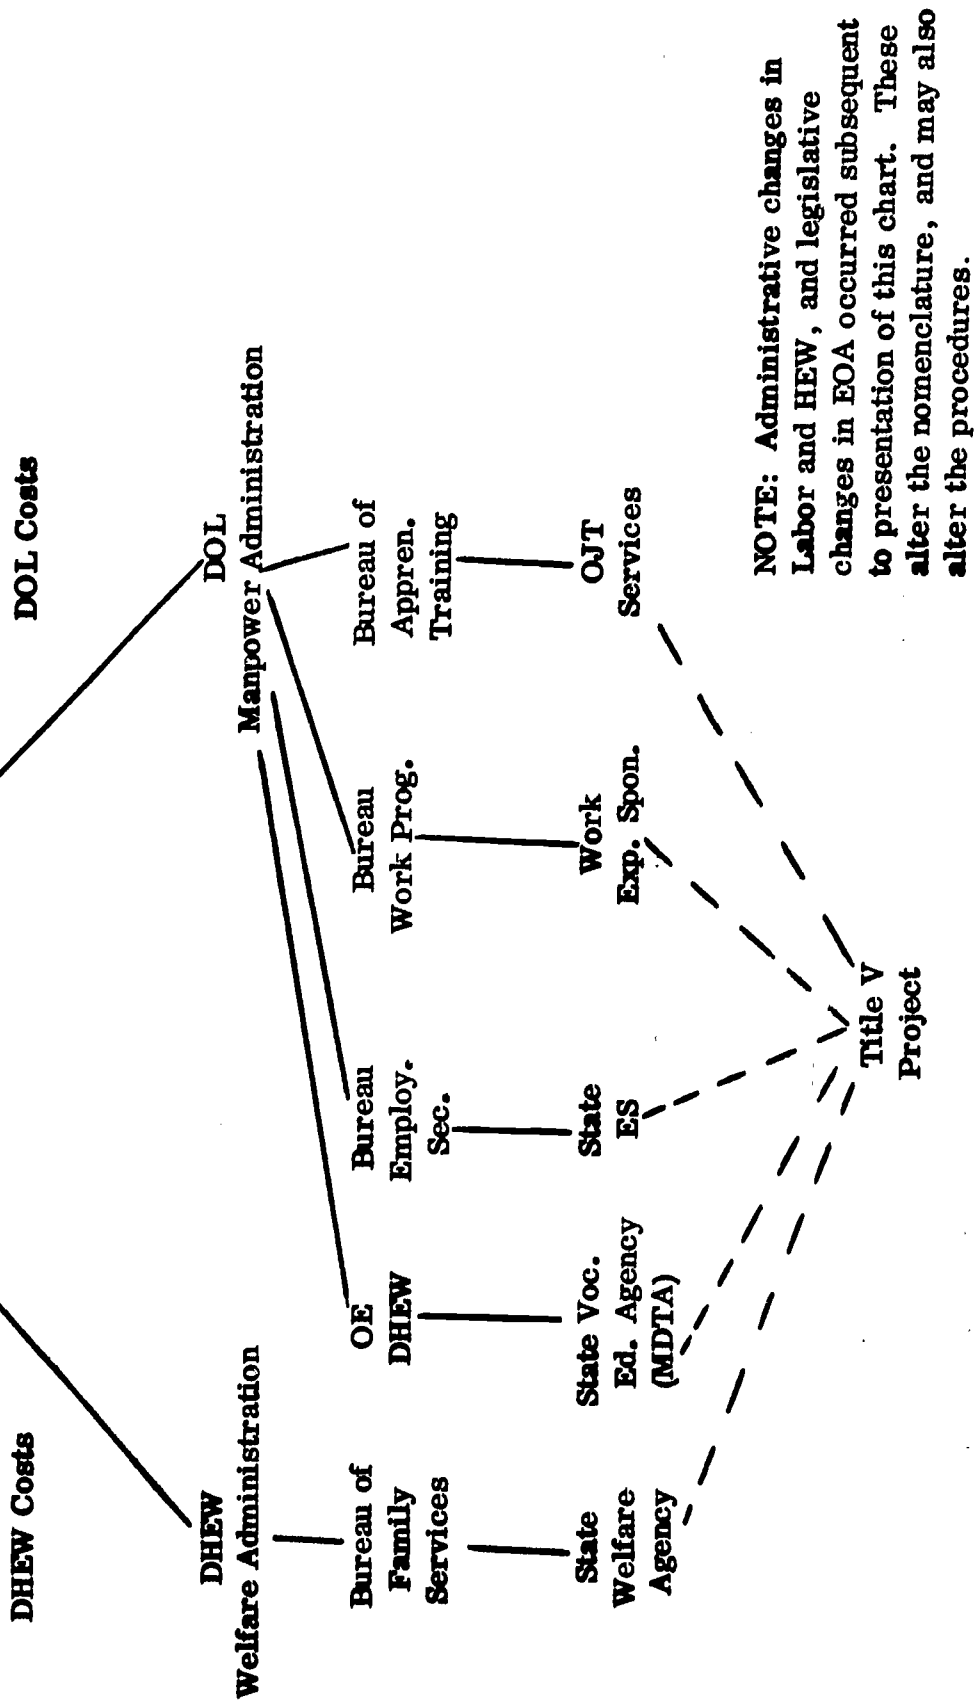 DHEW Costs
DOL Costs
DHEW
Welfare Administration
DOL
Manpower Administration
Bureau of
Family
Services
OE
DHEW
Bureau
Employ.
Sec.
Bureau
Work Prog.
Bureau of
Appren.
Training
State
Welfare
Agency
State Voc.
Ed. Agency
(MDTA)
State
ES
Work
Exp. Spon.
OJT
Services
Title V
Project
NOTE: Administrative changes in
Labor and HEW, and legislative
changes in EOA occurred subsequent
to presentation of this chart. These
alter the nomenclature, and may also
alter the procedures.